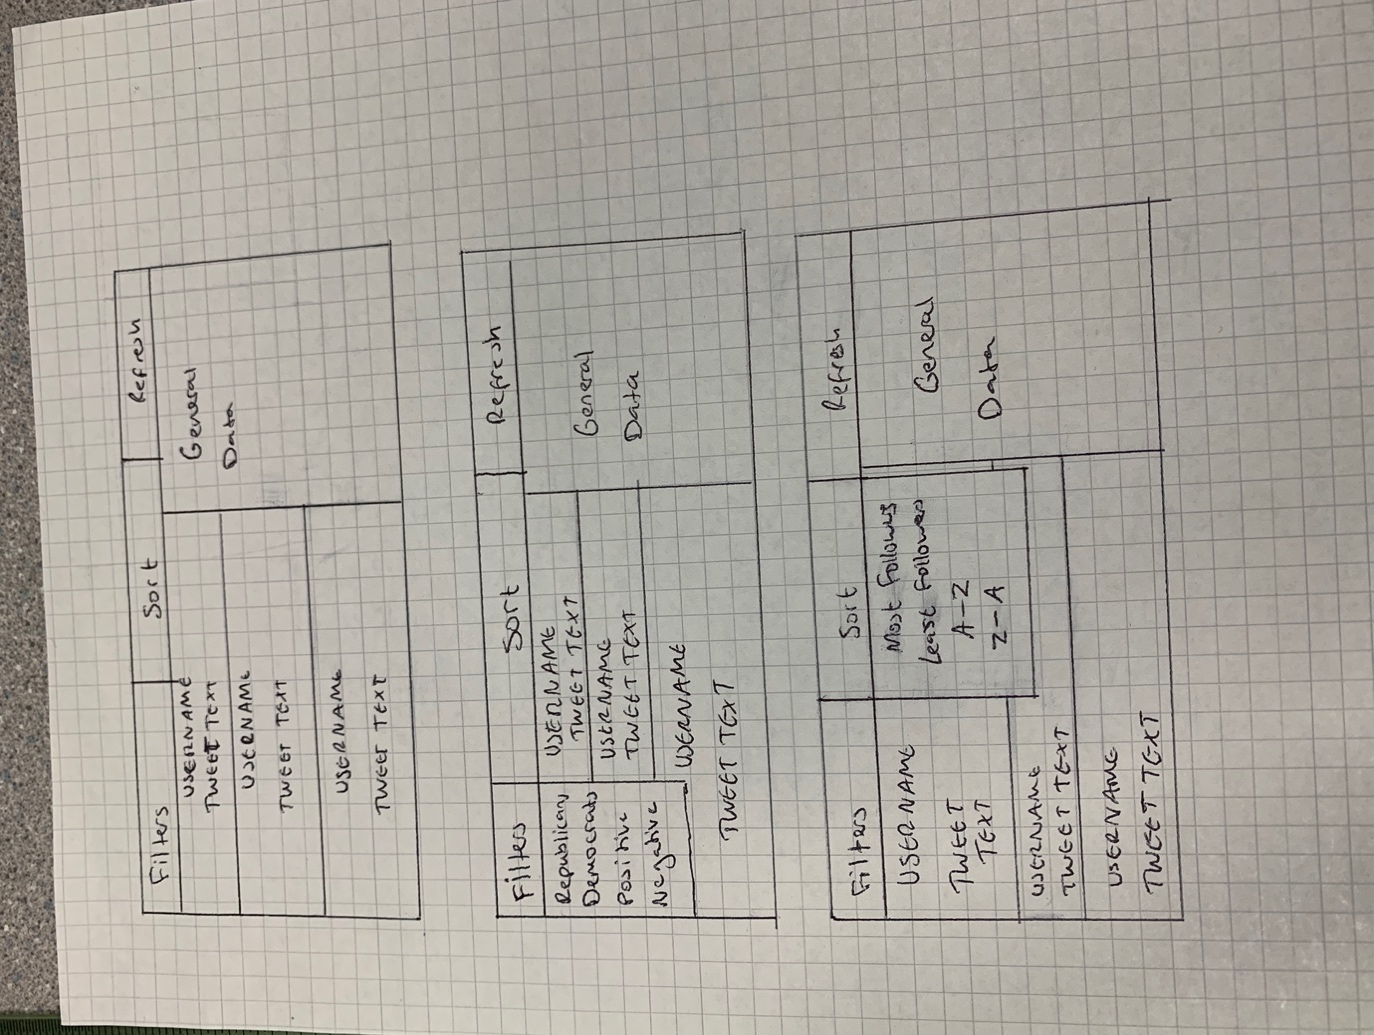 Filters Sort Refresh
USERNAME
TWEET TEXT
USERNAME
TWEET TEXT
USERNAME
TWEET TEXT
General
Data
Filters Sort Refresh
Republicans
Democrats
Positive
Negative
USERNAME
TWEET TEXT
USERNAME
TWEET TEXT
USERNAME
TWEET TEXT
General
Data
Filters Sort Refresh
Most Followers
Least Followers
A-Z
Z-A
USERNAME
TWEET
TEXT
USERNAME
TWEET TEXT
USERNAME
TWEET TEXT
General
Data